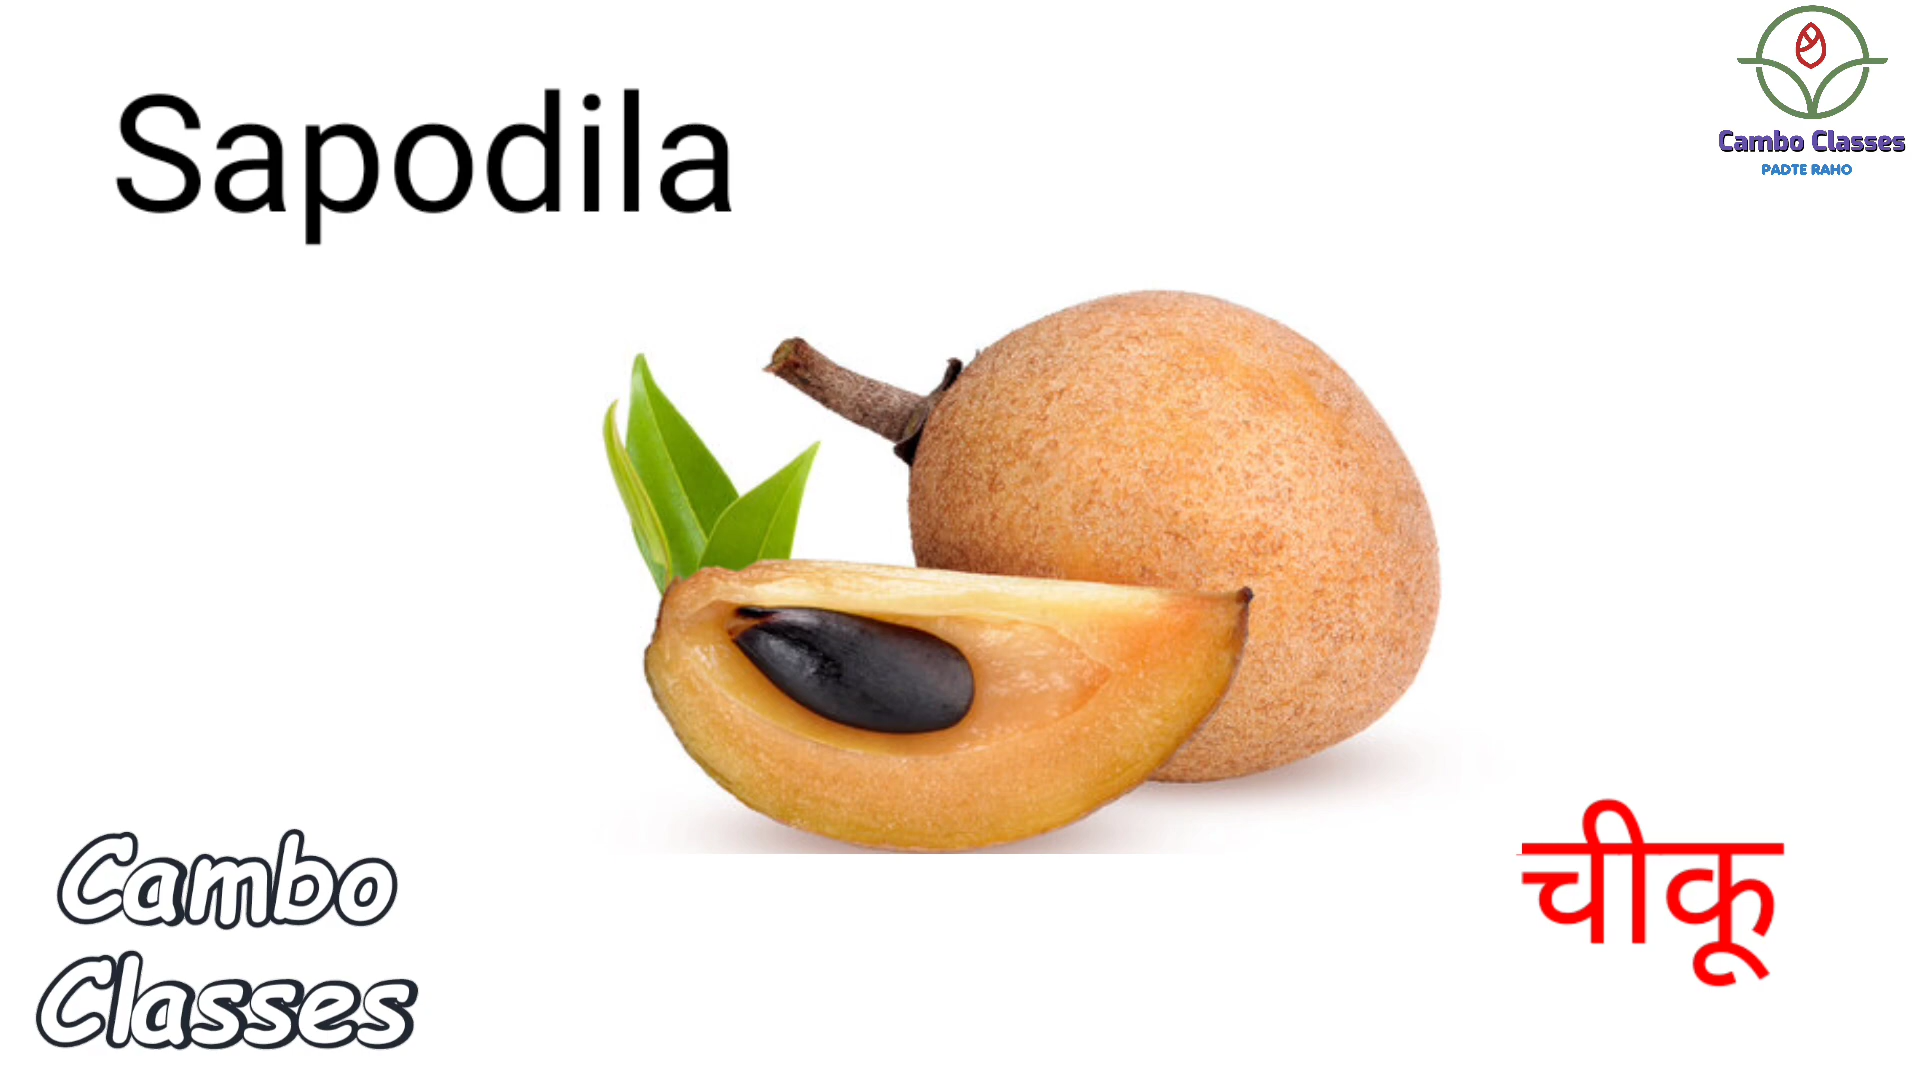 Sapodila
Cambo Classes
PADTE RAHO
Cambo
Classes
चीकू